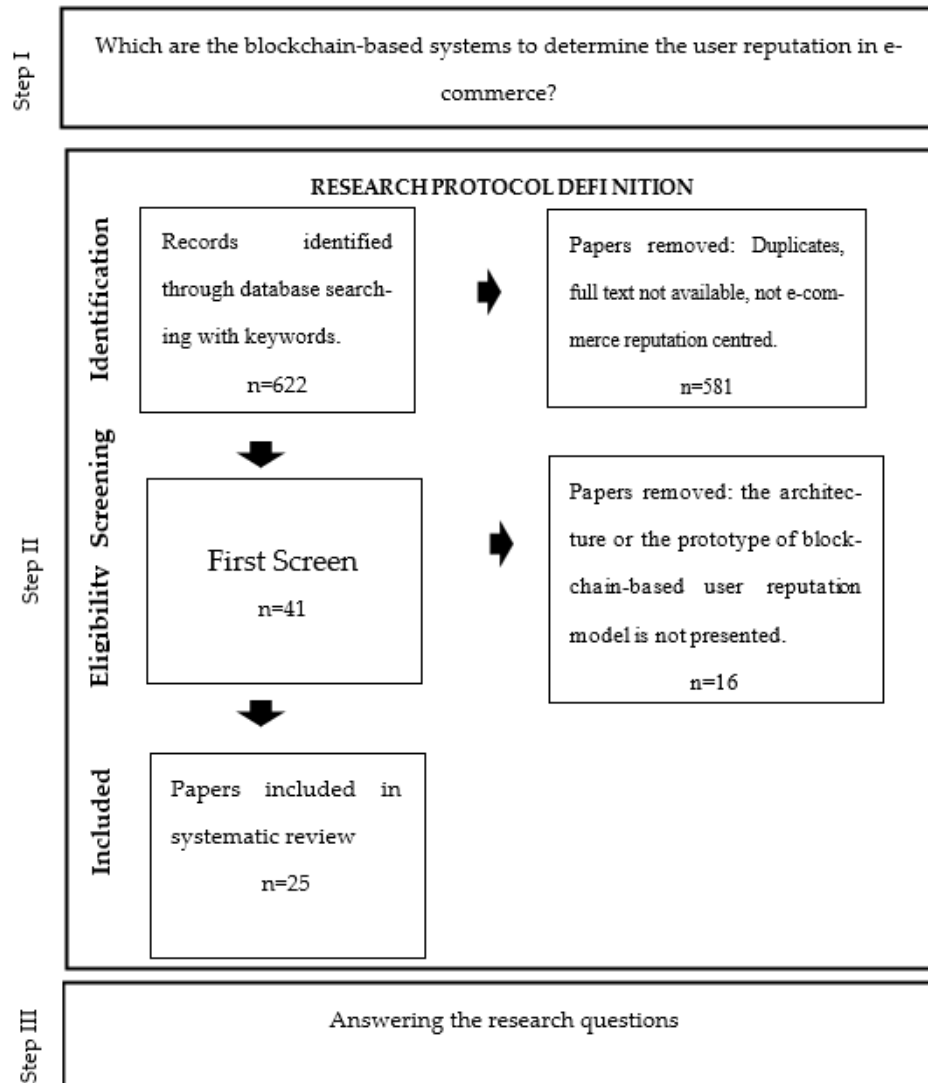 Step I
Which are the blockchain-based systems to determine the user reputation in e-
commerce?
Step II
RESEARCH PROTOCOL DEFINITION
Identification
Records identified
through database search-
ing with keywords.
n=622
Papers removed: Duplicates,
full text not available, not e-com-
merce reputation centred.
n=581
Eligibility Screening
First Screen
n=41
Papers removed: the architec-
ture or the prototype of block-
chain-based user reputation
model is not presented.
n=16
Included
Papers included in
systematic review
n=25
Step III
Answering the research questions